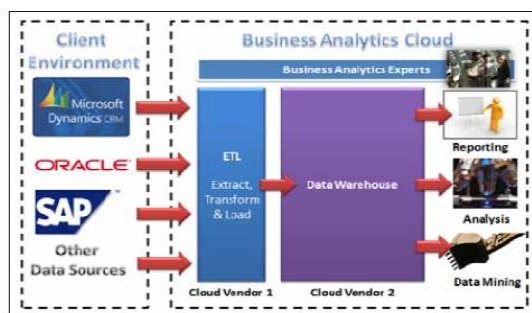 Client
Environment
Microsoft
Dynamics CRM
ORACLE
SAP
Other
Data Sources
Business Analytics Cloud
Business Analytics Experts
ETL
Extract,
Transform
& Load
Data Warehouse
Cloud Vendor 1
Cloud Vendor 2
Reporting
Analysis
Data Mining